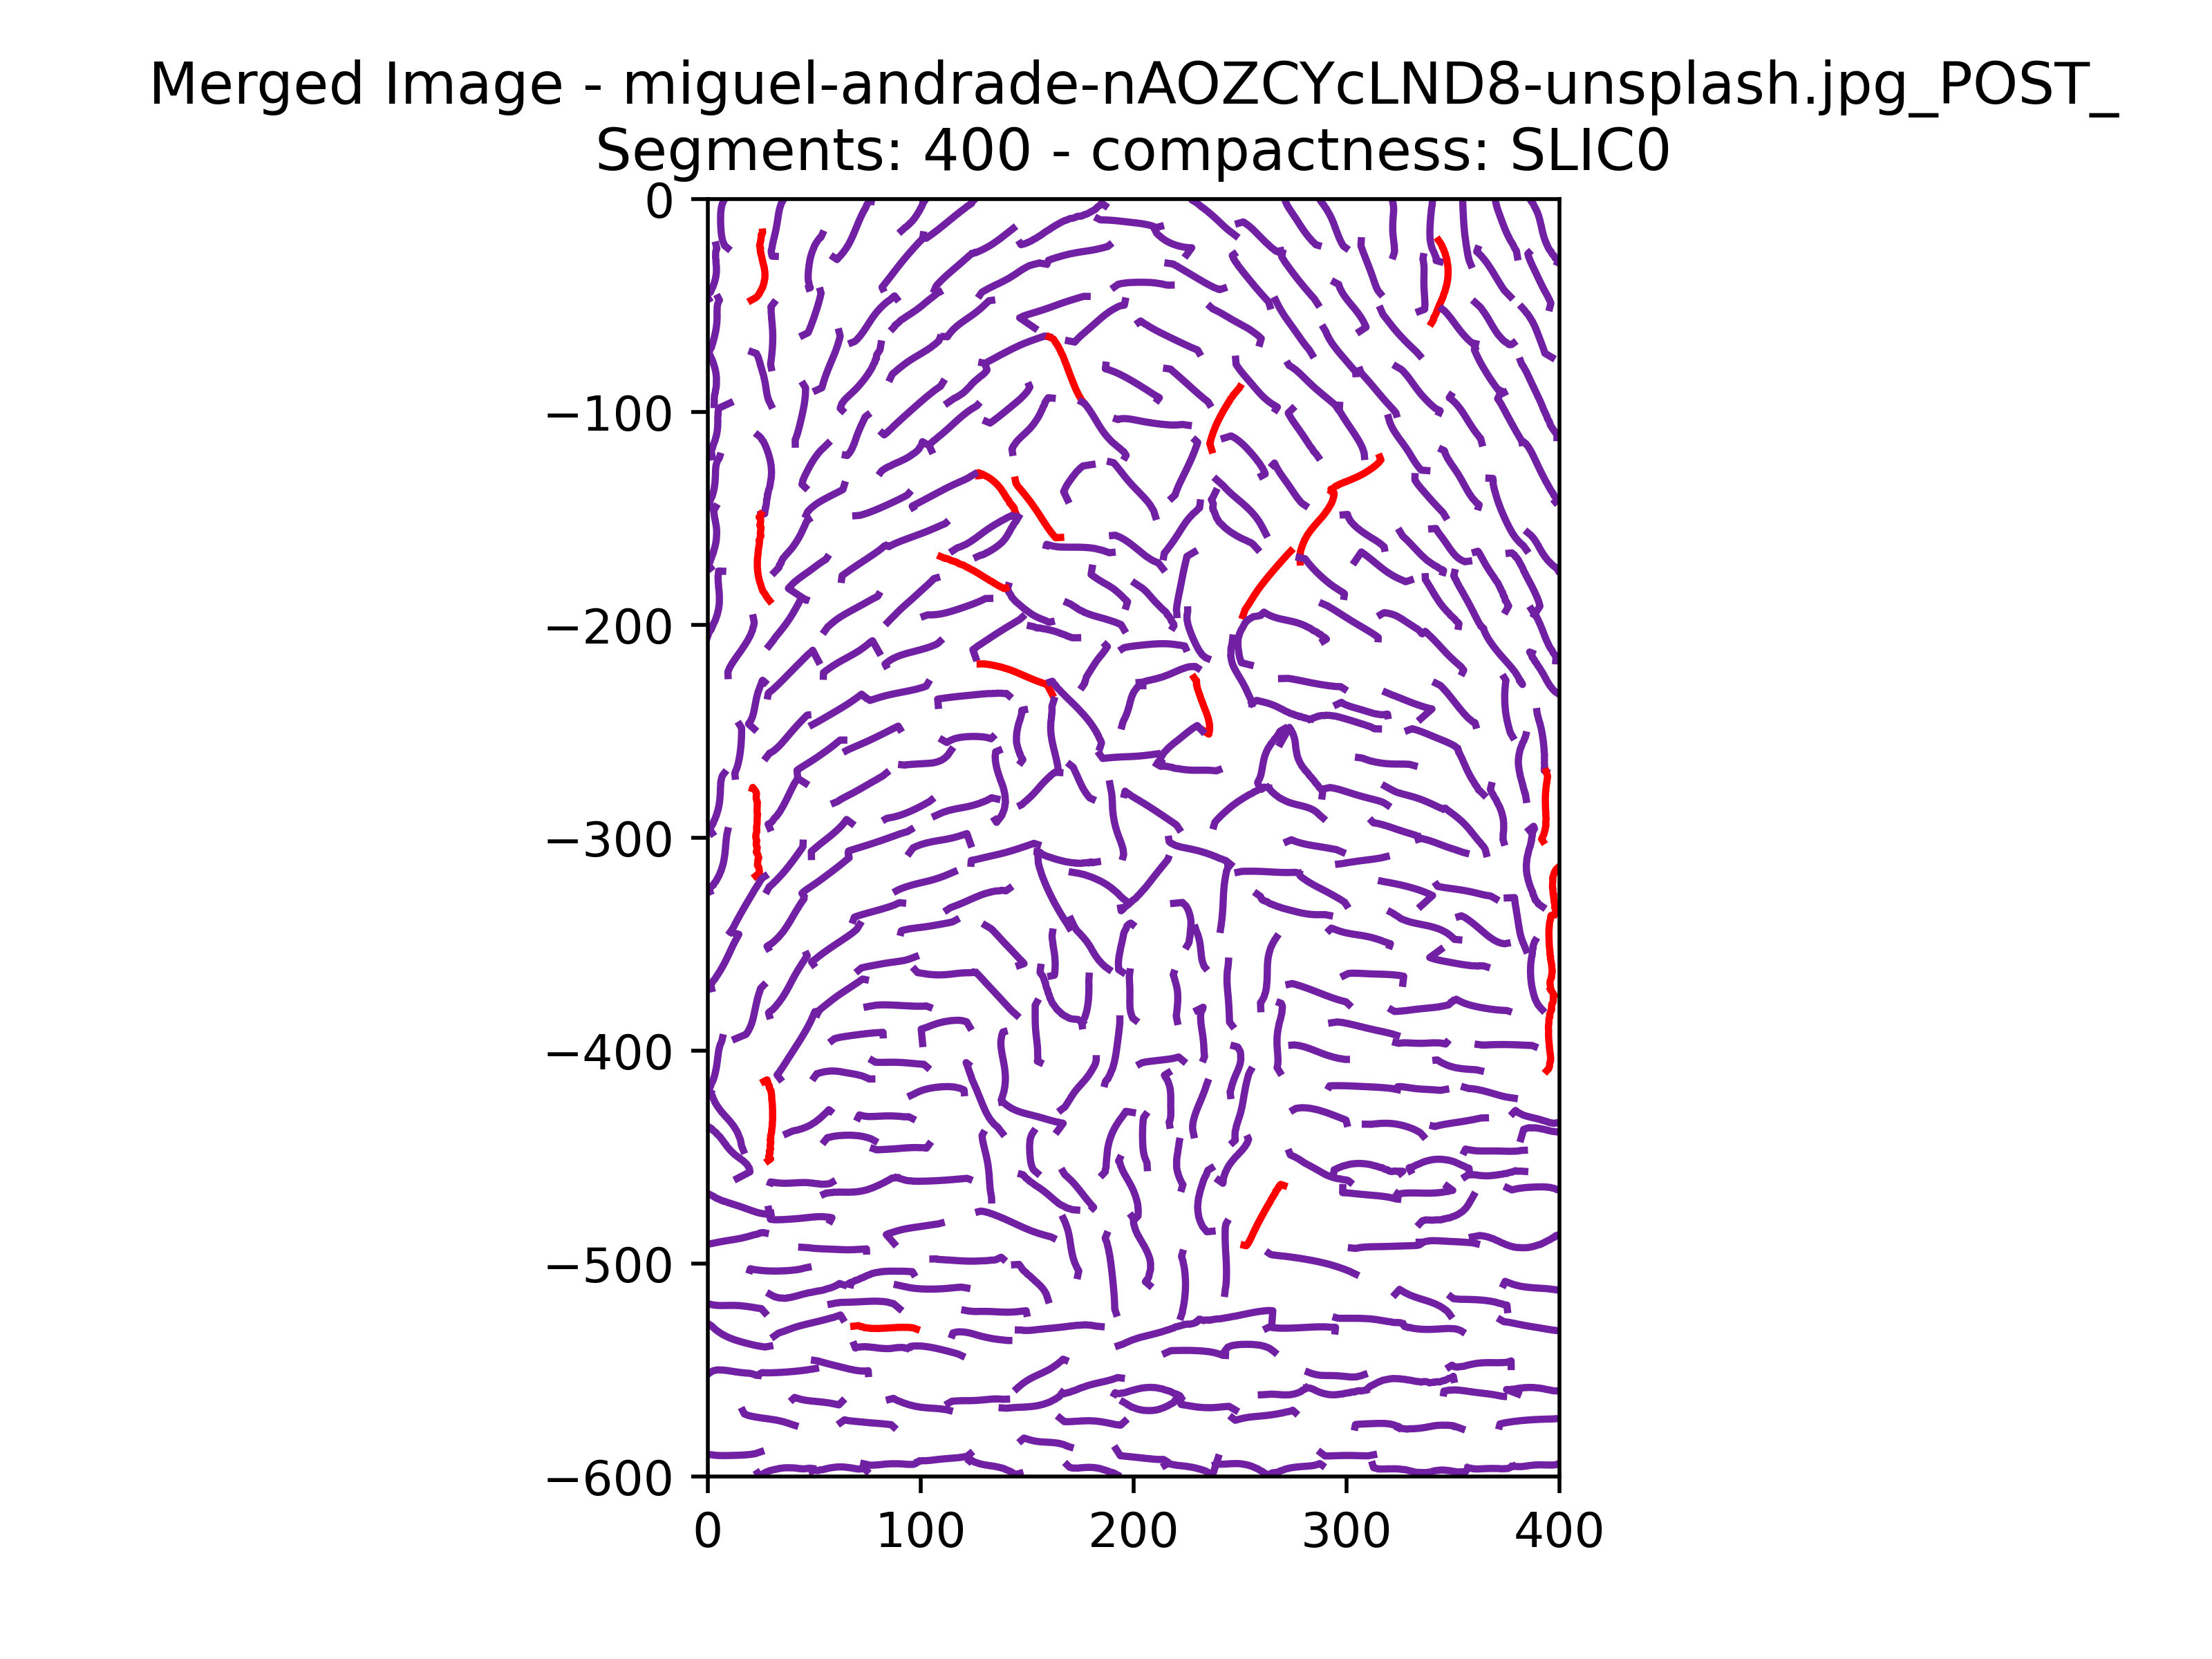 Merged Image - miguel-andrade-nAOZCYcLND8-unsplash.jpg_POST_
Segments: 400 - compactness: SLIC0
0
−100
−200
−300
−400
−500
−600
0 100 200 300 400